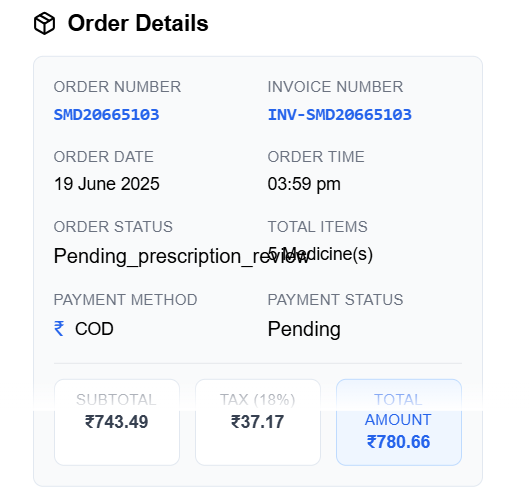 Order Details
ORDER NUMBER INVOICE NUMBER
SMD20665103 INV-SMD20665103
ORDER DATE ORDER TIME
19 June 2025 03:59 pm
ORDER STATUS TOTAL ITEMS
Pending_prescription_review 5 Medicine(s)
PAYMENT METHOD PAYMENT STATUS
₹ COD Pending
SUBTOTAL TAX (18%) TOTAL AMOUNT
₹743.49 ₹37.17 ₹780.66